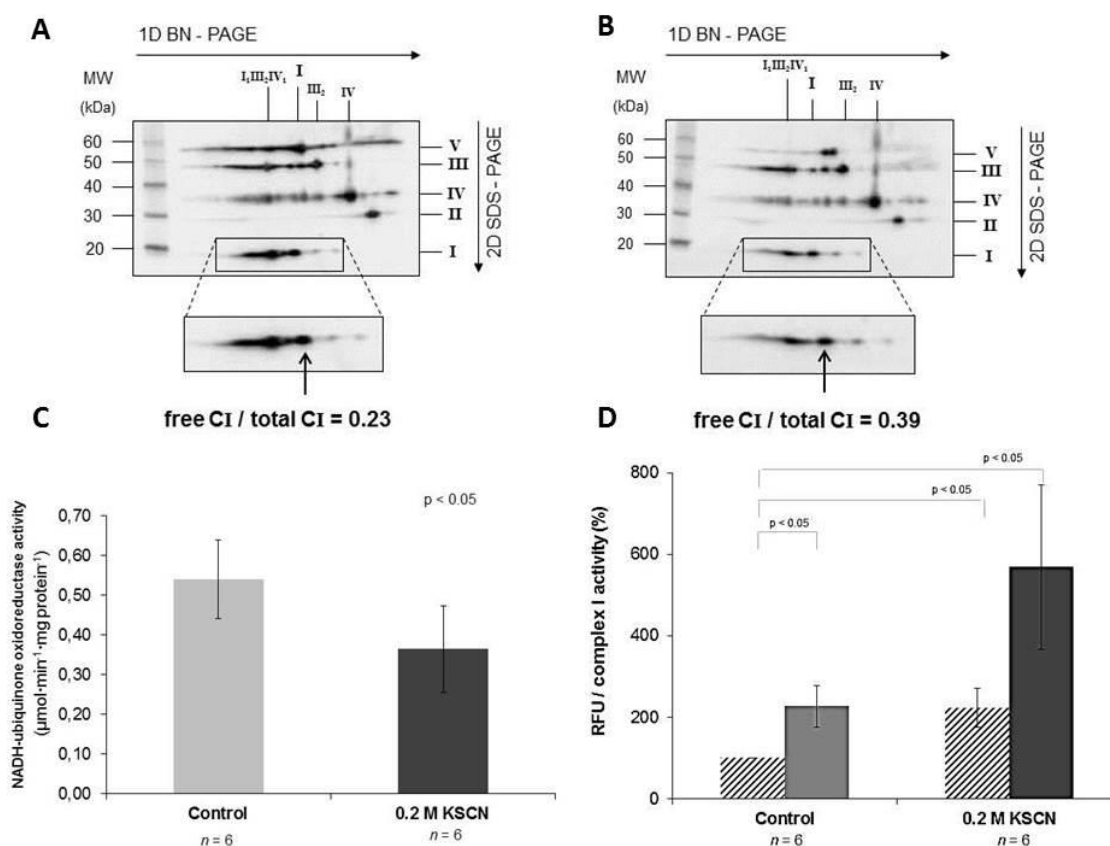 A
1D BN - PAGE
MW
(kDa)
I₁III₂IV₁
I
III₂
IV
60
50
40
30
20
V
III
IV
II
I
2D SDS - PAGE
free CI / total CI = 0.23
B
1D BN - PAGE
MW
(kDa)
I₁III₂IV₁
I
III₂
IV
60
50
40
30
20
V
III
IV
II
I
2D SDS - PAGE
free CI / total CI = 0.39
C
NADH-ubiquinone oxidoreductase activity
(µmol·min⁻¹·mg protein⁻¹)
0,70
0,60
0,50
0,40
0,30
0,20
0,10
0,00
p < 0.05
Control
n = 6
0.2 M KSCN
n = 6
D
RFU / complex I activity (%)
800
600
400
200
0
p < 0.05
p < 0.05
p < 0.05
Control
n = 6
0.2 M KSCN
n = 6